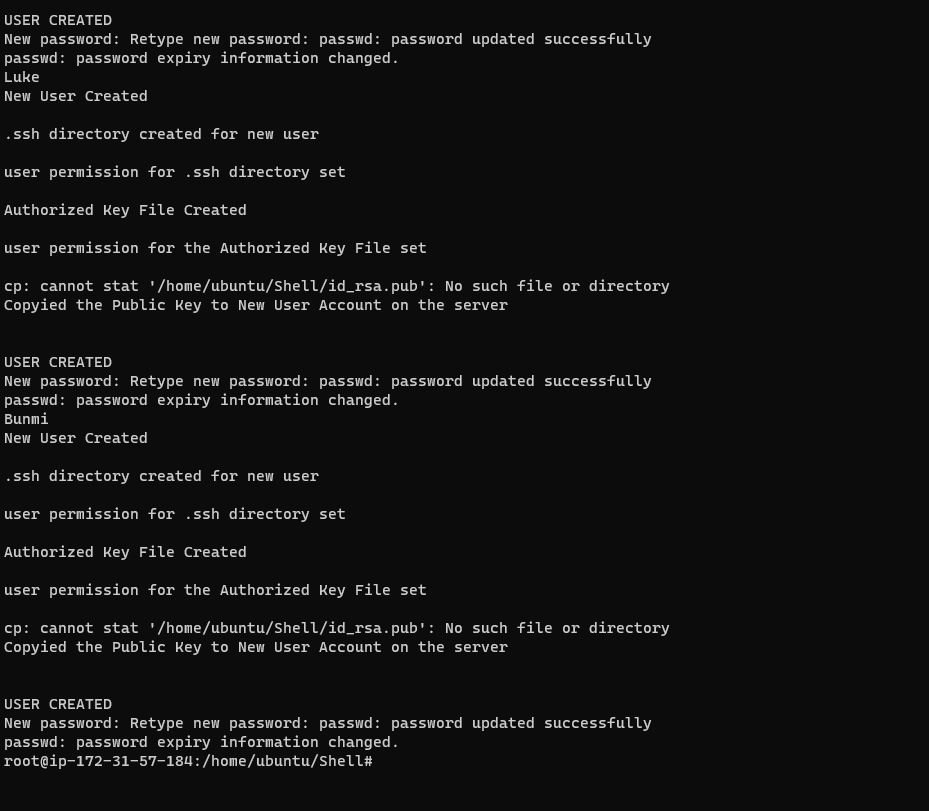 USER CREATED
New password: Retype new password: passwd: password updated successfully
passwd: password expiry information changed.
Luke
New User Created
.ssh directory created for new user
user permission for .ssh directory set
Authorized Key File Created
user permission for the Authorized Key File set
cp: cannot stat '/home/ubuntu/Shell/id_rsa.pub': No such file or directory
Copyied the Public Key to New User Account on the server
USER CREATED
New password: Retype new password: passwd: password updated successfully
passwd: password expiry information changed.
Bunmi
New User Created
.ssh directory created for new user
user permission for .ssh directory set
Authorized Key File Created
user permission for the Authorized Key File set
cp: cannot stat '/home/ubuntu/Shell/id_rsa.pub': No such file or directory
Copyied the Public Key to New User Account on the server
USER CREATED
New password: Retype new password: passwd: password updated successfully
passwd: password expiry information changed.
root@ip-172-31-57-184:/home/ubuntu/Shell#